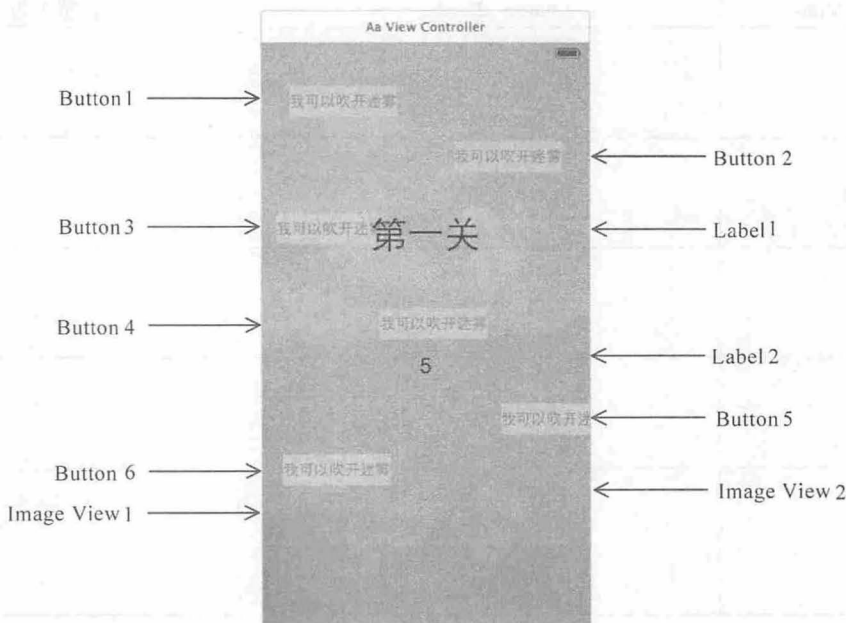 Aa View Controller
Button 1
我可以吹开迷雾
我可以吹开迷雾
Button 2
Button 3
我可以吹开迷
第一关
Label 1
Button 4
我可以吹开迷雾
5
Label 2
我可以吹开迷
Button 5
Button 6
我可以吹开迷雾
Image View 1
Image View 2